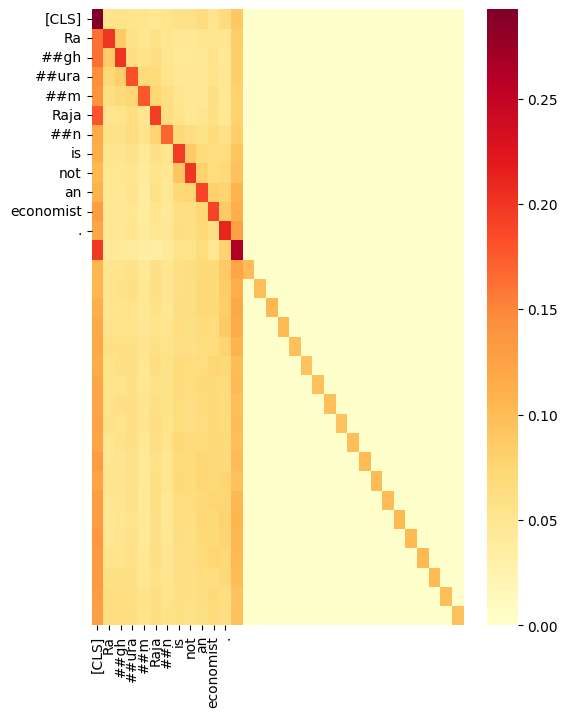 [CLS]
Ra
##gh
##ura
##m
Raja
##n
is
not
an
economist
.
0.25
0.20
0.15
0.10
0.05
0.00
[CLS]
Ra
##gh
##ura
##m
Raja
##n
is
not
an
economist
.